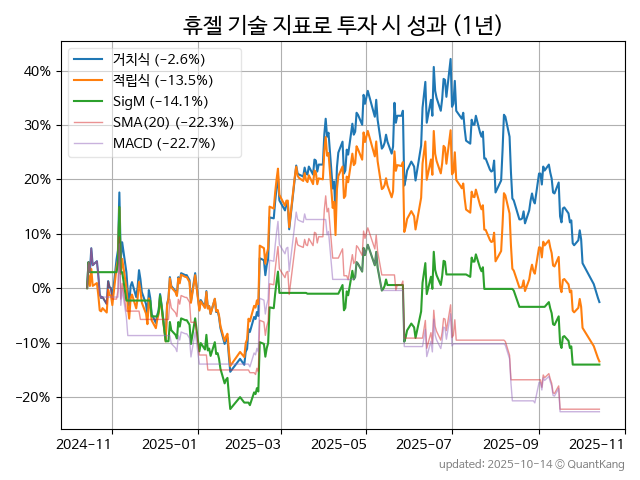 휴젤 기술 지표로 투자 시 성과 (1년)
거치식 (-2.6%)
적립식 (-13.5%)
SigM (-14.1%)
SMA(20) (-22.3%)
MACD (-22.7%)
40%
30%
20%
10%
0%
-10%
-20%
2024-11
2025-01
2025-03
2025-05
2025-07
2025-09
2025-11
updated: 2025-10-14 © QuantKang